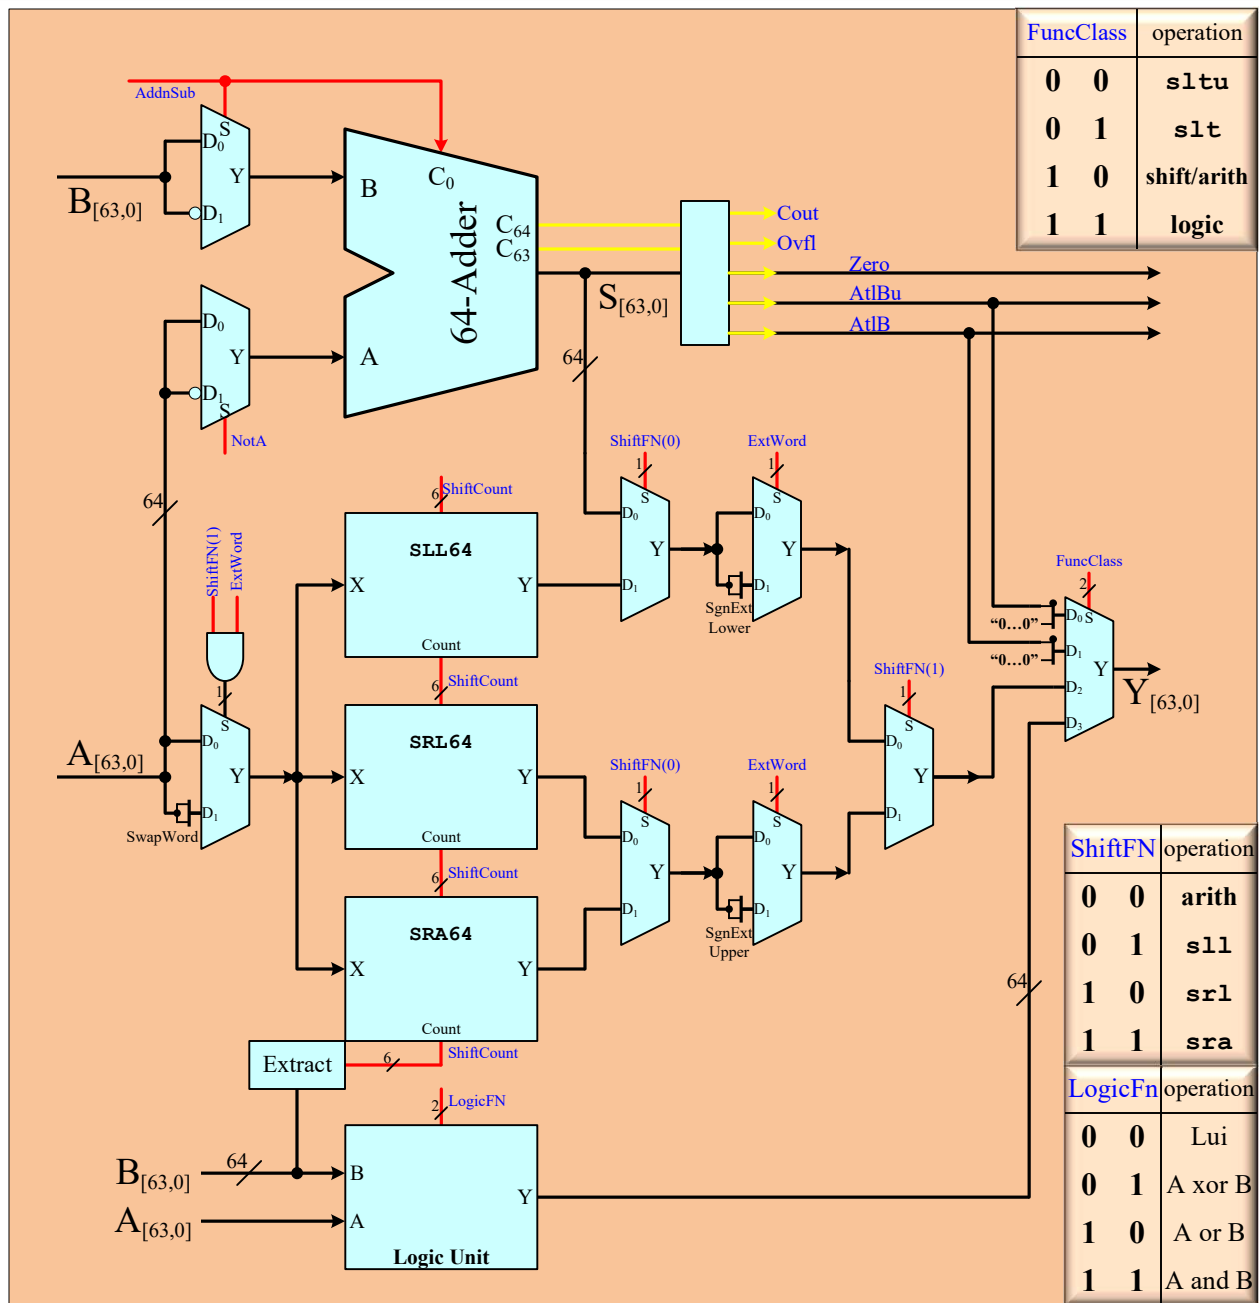 FuncClass operation
0 0 sltu
0 1 slt
1 0 shift/arith
1 1 logic
AddnSub
S
D0
Y
D1
B[63,0]
B
C0
64-Adder
C64
C63
A
Cout
Ovfl
Zero
AtlBu
AtlB
S[63,0]
64
D0
Y
D1
S
NotA
64
ShiftFN(1)
ExtWord
1
S
D0
Y
D1
A[63,0]
SwapWord
6 ShiftCount
SLL64
X
Y
Count
6 ShiftCount
SRL64
X
Y
Count
6 ShiftCount
SRA64
X
Y
Count
ShiftCount
6
Extract
ShiftFN(0)
1
S
D0
Y
D1
ExtWord
1
S
D0
Y
D1
SgnExt
Lower
ShiftFN(0)
1
S
D0
Y
D1
ExtWord
1
S
D0
Y
D1
SgnExt
Upper
ShiftFN(1)
1
S
D0
Y
D1
FuncClass
2
S
D0
D1
D2
D3
Y
“0...0”
“0...0”
Y[63,0]
64
2 LogicFN
B[63,0]
64
B
Y
A[63,0]
A
Logic Unit
ShiftFN operation
0 0 arith
0 1 sll
1 0 srl
1 1 sra
LogicFn operation
0 0 Lui
0 1 A xor B
1 0 A or B
1 1 A and B